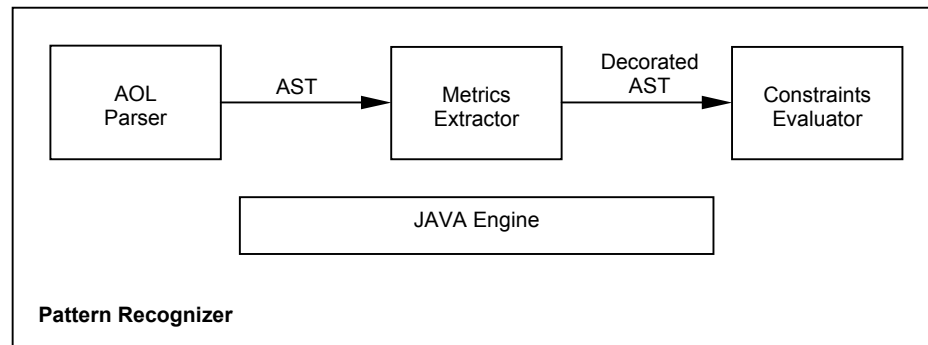 AOL
Parser
AST
Metrics
Extractor
Decorated
AST
Constraints
Evaluator
JAVA Engine
Pattern Recognizer